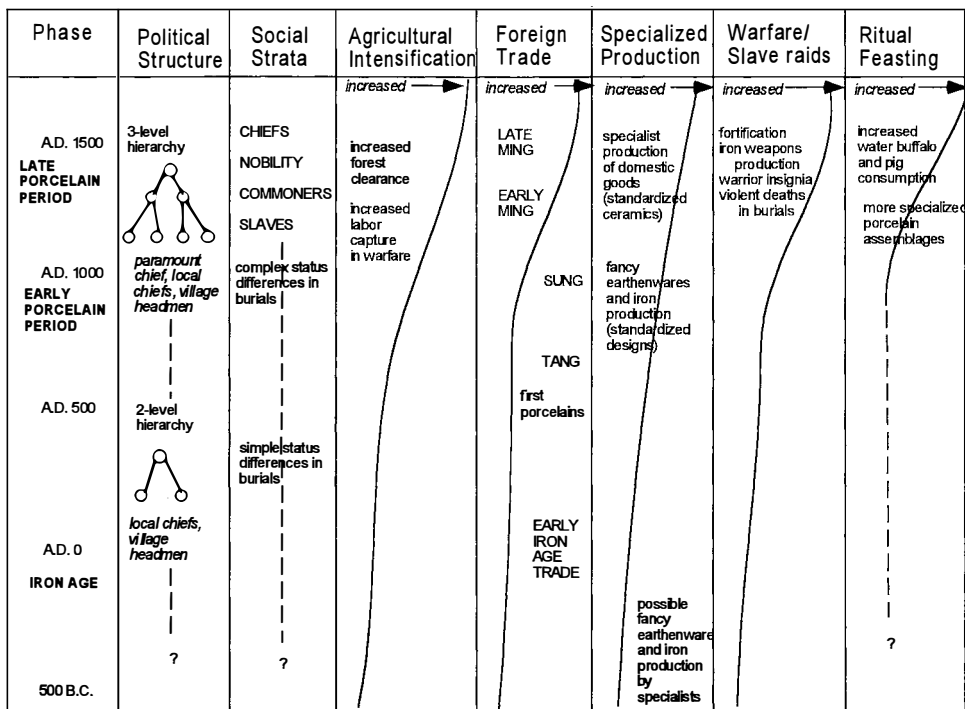 Phase
Political
Structure
Social
Strata
Agricultural
Intensification
Foreign
Trade
Specialized
Production
Warfare/
Slave raids
Ritual
Feasting
increased
increased
increased
increased
increased
A.D. 1500
LATE
PORCELAIN
PERIOD
A.D. 1000
EARLY
PORCELAIN
PERIOD
A.D. 500
A.D. 0
IRON AGE
500 B.C.
3-level
hierarchy
paramount
chief, local
chiefs, village
headmen
2-level
hierarchy
local chiefs,
village
headmen
?
CHIEFS
NOBILITY
COMMONERS
SLAVES
complex status
differences in
burials
simple status
differences in
burials
?
increased
forest
clearance
increased
labor
capture
in warfare
LATE
MING
EARLY
MING
SUNG
TANG
first
porcelains
EARLY
IRON
AGE
TRADE
specialist
production
of domestic
goods
(standardized
ceramics)
fancy
earthenwares
and iron
production
(standardized
designs)
possible
fancy
earthenware
and iron
production
by
specialists
fortification
iron weapons
production
warrior insignia
violent deaths
in burials
increased
water buffalo
and pig
consumption
more specialized
porcelain
assemblages
?